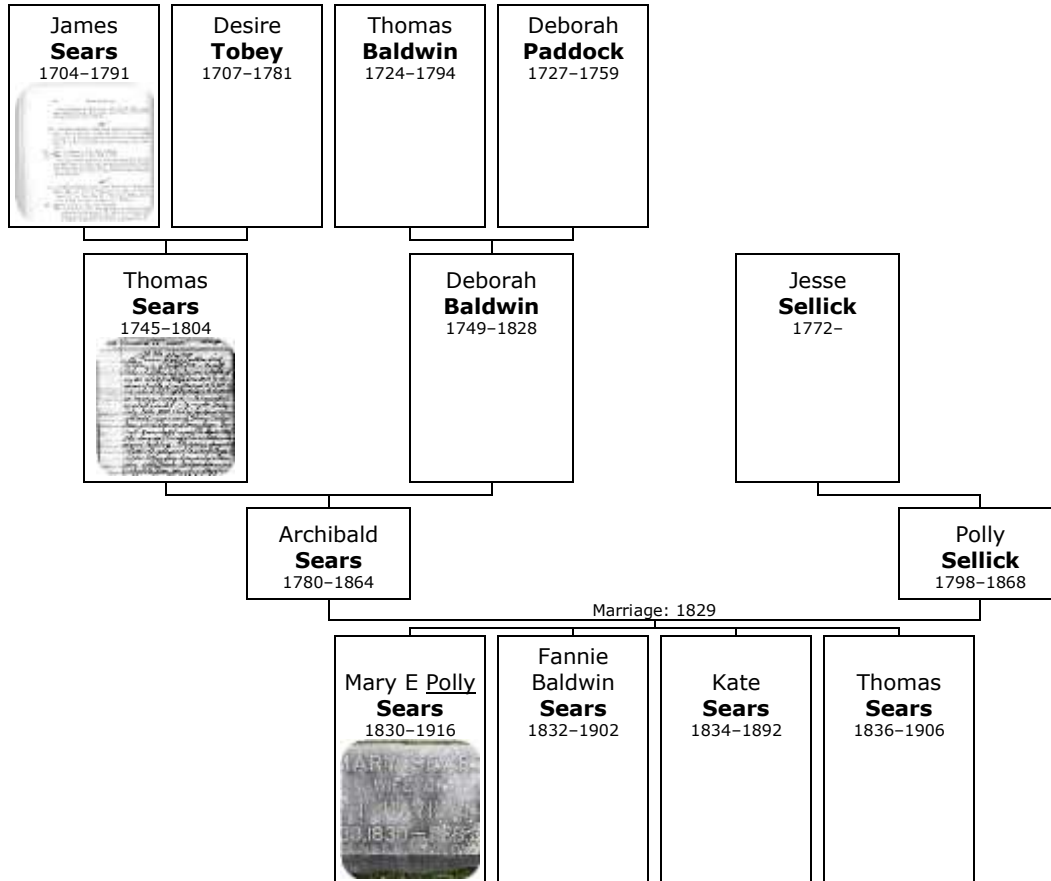 James
Sears
1704–1791
Desire
Tobey
1707–1781
Thomas
Baldwin
1724–1794
Deborah
Paddock
1727–1759
Thomas
Sears
1745–1804
Deborah
Baldwin
1749–1828
Jesse
Sellick
1772–
Archibald
Sears
1780–1864
Polly
Sellick
1798–1868
Marriage: 1829
Mary E Polly
Sears
1830–1916
Fannie
Baldwin
Sears
1832–1902
Kate
Sears
1834–1892
Thomas
Sears
1836–1906